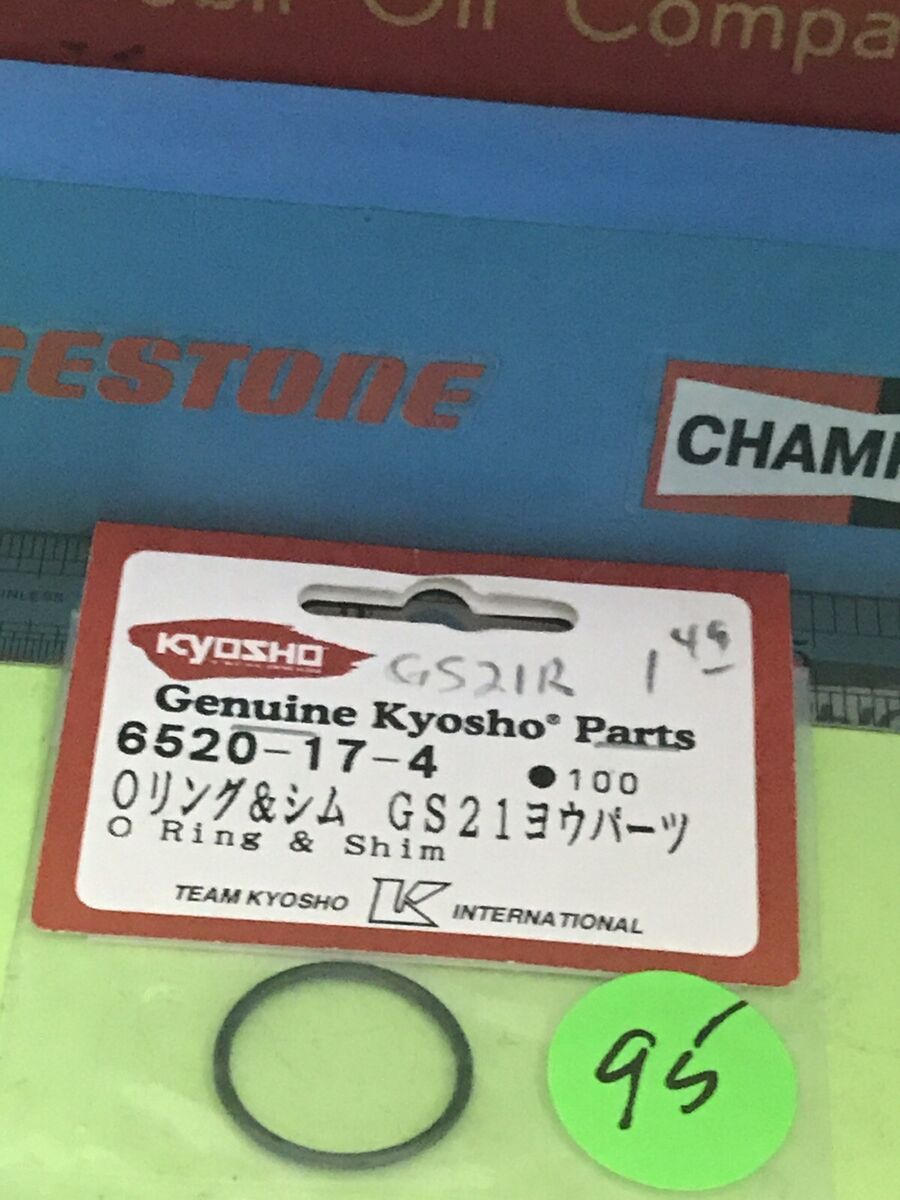 Oil Compa
GESTONE
CHAMP
INLESS
KYOSHO
GS21R 1 49
Genuine Kyosho® Parts
6520-17-4 ●100
Oリング&シム GS21ヨウパーツ
O Ring & Shim
TEAM KYOSHO K INTERNATIONAL
95